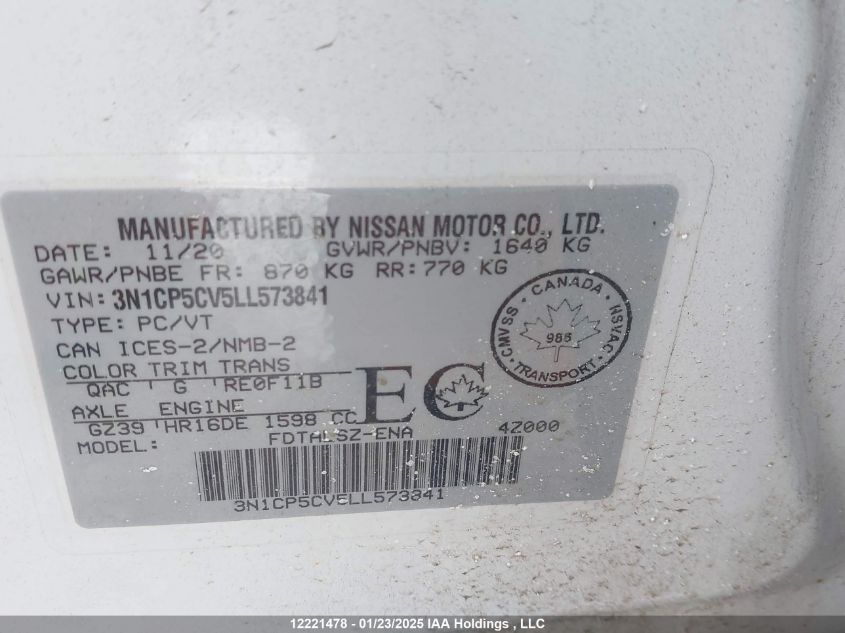 MANUFACTURED BY NISSAN MOTOR CO., LTD.
DATE: 11/20 GVWR/PNBV: 1640 KG
GAWR/PNBE FR: 870 KG RR: 770 KG
VIN: 3N1CP5CV5LL573841
TYPE: PC/VT
CAN ICES-2/NMB-2
COLOR TRIM TRANS
QAC G RE0F11B
AXLE ENGINE
GZ39 HR16DE 1598 CC
EC
MODEL: FDTALSZ-ENA 4Z000
3N1CP5CV5LL573841
CANADA
CMVSS 986 NSVAC
TRANSPORT
12221478 - 01/23/2025 IAA Holdings, LLC